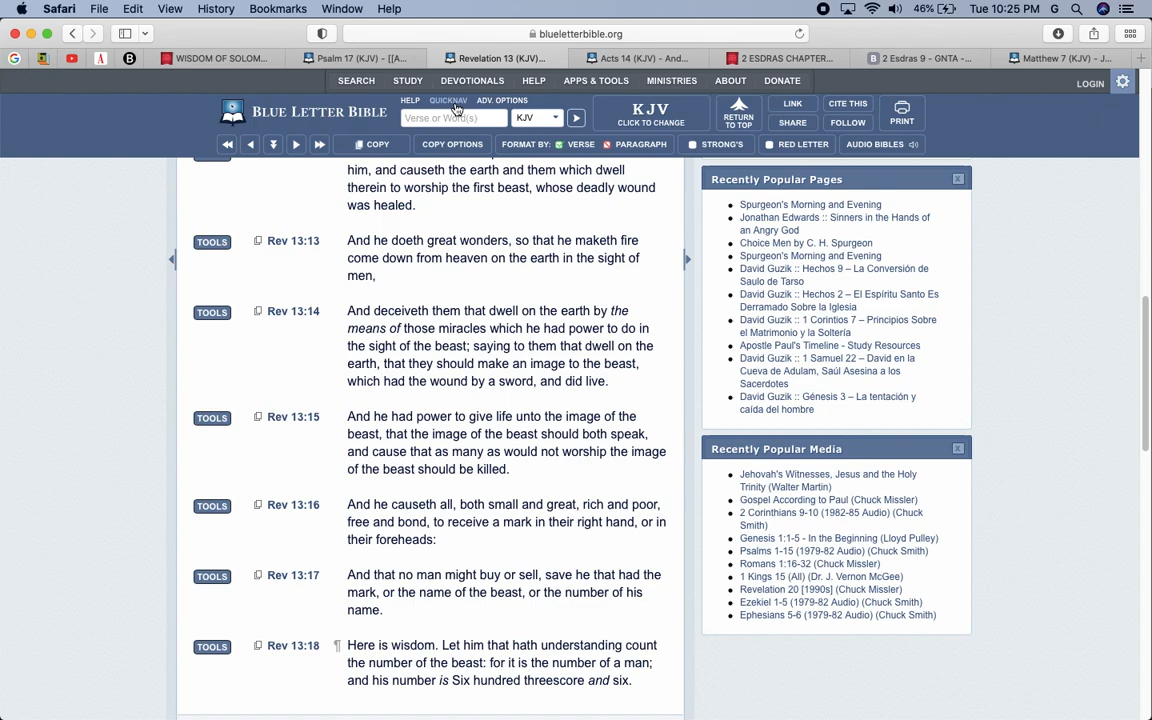 Safari File Edit View History Bookmarks Window Help 46% Tue 10:25 PM G
blueletterbible.org
WISDOM OF SOLOM... Psalm 17 (KJV) - [[A... Revelation 13 (KJV)... Acts 14 (KJV) - And... 2 ESDRAS CHAPTER... 2 Esdras 9 - GNTA -... Matthew 7 (KJV) - J...
SEARCH STUDY DEVOTIONALS HELP APPS & TOOLS MINISTRIES ABOUT DONATE LOGIN
HELP QUICKNAV ADV. OPTIONS
BLUE LETTER BIBLE Verse or Word(s) KJV
KJV
CLICK TO CHANGE
RETURN
TO TOP
LINK CITE THIS
SHARE FOLLOW
PRINT
COPY COPY OPTIONS FORMAT BY: VERSE PARAGRAPH STRONG'S RED LETTER AUDIO BIBLES
him, and causeth the earth and them which dwell
therein to worship the first beast, whose deadly wound
was healed.
TOOLS Rev 13:13 And he doeth great wonders, so that he maketh fire
come down from heaven on the earth in the sight of
men,
TOOLS Rev 13:14 And deceiveth them that dwell on the earth by the
means of those miracles which he had power to do in
the sight of the beast; saying to them that dwell on the
earth, that they should make an image to the beast,
which had the wound by a sword, and did live.
TOOLS Rev 13:15 And he had power to give life unto the image of the
beast, that the image of the beast should both speak,
and cause that as many as would not worship the image
of the beast should be killed.
TOOLS Rev 13:16 And he causeth all, both small and great, rich and poor,
free and bond, to receive a mark in their right hand, or in
their foreheads:
TOOLS Rev 13:17 And that no man might buy or sell, save he that had the
mark, or the name of the beast, or the number of his
name.
TOOLS Rev 13:18 ¶ Here is wisdom. Let him that hath understanding count
the number of the beast: for it is the number of a man;
and his number is Six hundred threescore and six.
Recently Popular Pages
Spurgeon's Morning and Evening
Jonathan Edwards :: Sinners in the Hands of
an Angry God
Choice Men by C. H. Spurgeon
Spurgeon's Morning and Evening
David Guzik :: Hechos 9 – La Conversión de
Saulo de Tarso
David Guzik :: Hechos 2 – El Espíritu Santo Es
Derramado Sobre la Iglesia
David Guzik :: 1 Corintios 7 – Principios Sobre
el Matrimonio y la Soltería
Apostle Paul's Timeline - Study Resources
David Guzik :: 1 Samuel 22 – David en la
Cueva de Adulam, Saúl Asesina a los
Sacerdotes
David Guzik :: Génesis 3 – La tentación y
caída del hombre
Recently Popular Media
Jehovah's Witnesses, Jesus and the Holy
Trinity (Walter Martin)
Gospel According to Paul (Chuck Missler)
2 Corinthians 9-10 (1982-85 Audio) (Chuck
Smith)
Genesis 1:1-5 - In the Beginning (Lloyd Pulley)
Psalms 1-15 (1979-82 Audio) (Chuck Smith)
Romans 1:16-32 (Chuck Missler)
1 Kings 15 (All) (Dr. J. Vernon McGee)
Revelation 20 [1990s] (Chuck Missler)
Ezekiel 1-5 (1979-82 Audio) (Chuck Smith)
Ephesians 5-6 (1979-82 Audio) (Chuck Smith)